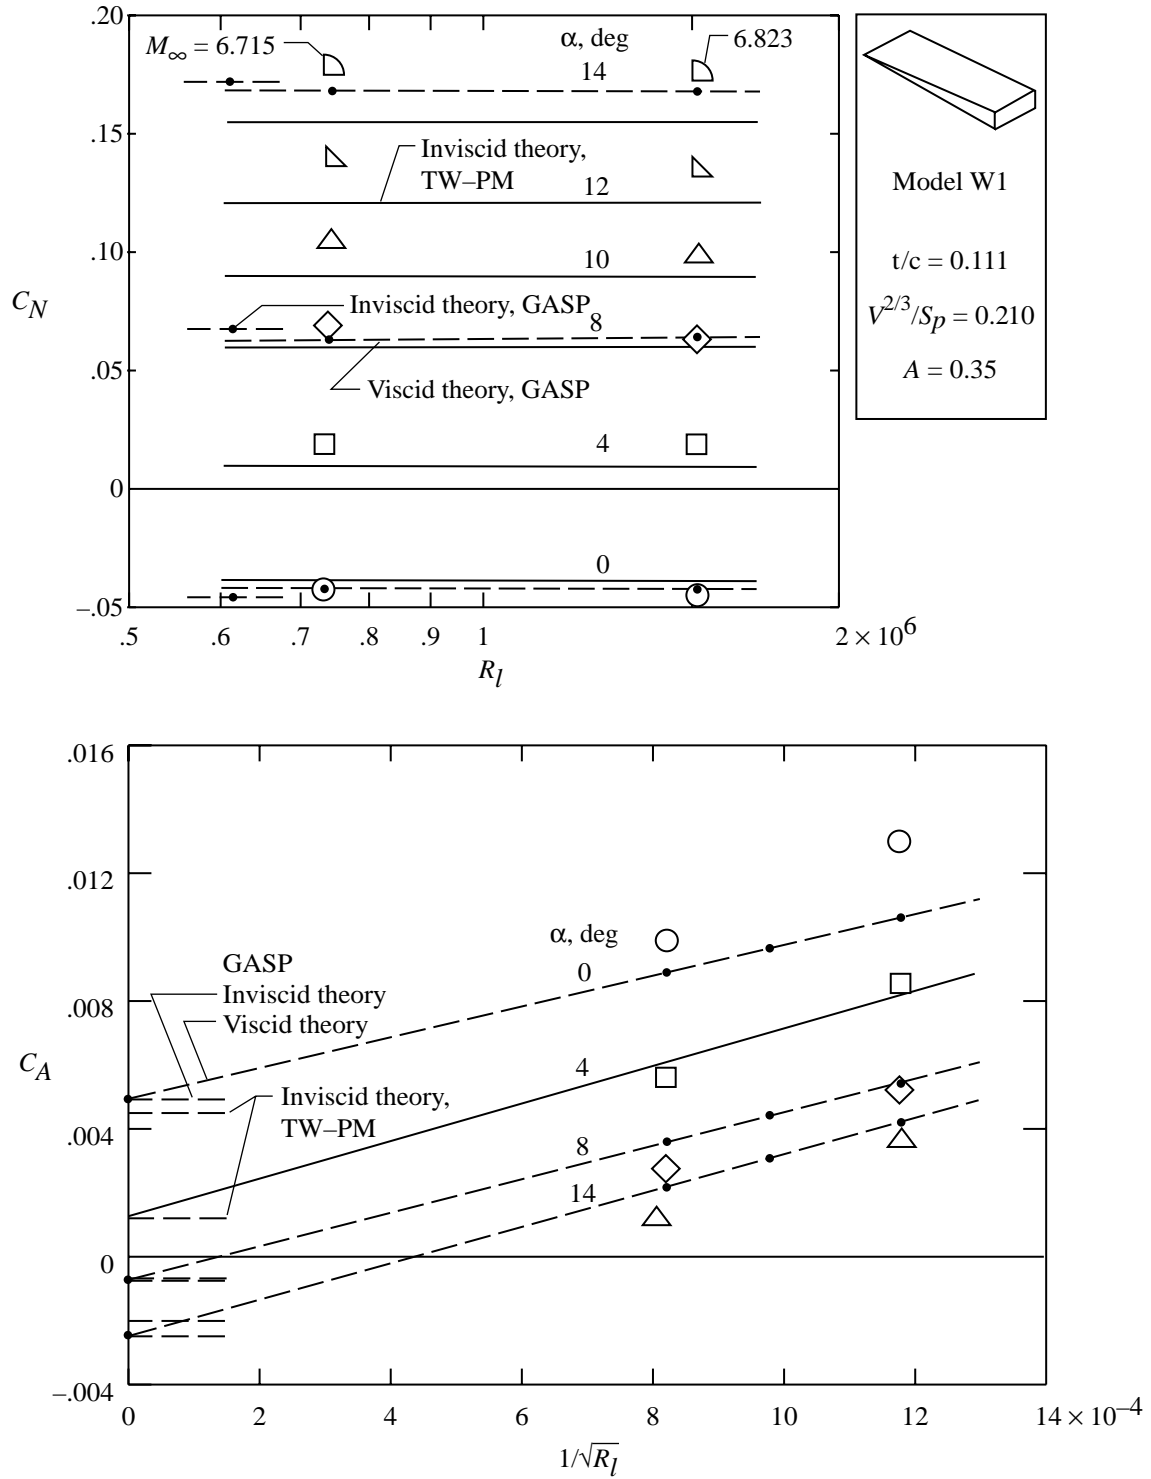 .20
M∞ = 6.715
α, deg
6.823
14
.15
Inviscid theory,
TW–PM
12
Model W1
.10
10
t/c = 0.111
C_N
Inviscid theory, GASP
8
V^2/3/S_p = 0.210
.05
Viscid theory, GASP
A = 0.35
4
0
0
–.05
.5 .6 .7 .8 .9 1 2 × 10^6
R_l
.016
.012
α, deg
0
GASP
Inviscid theory
Viscid theory
.008
C_A
4
Inviscid theory,
TW–PM
.004
8
14
0
–.004
0 2 4 6 8 10 12 14 × 10^–4
1/√R_l